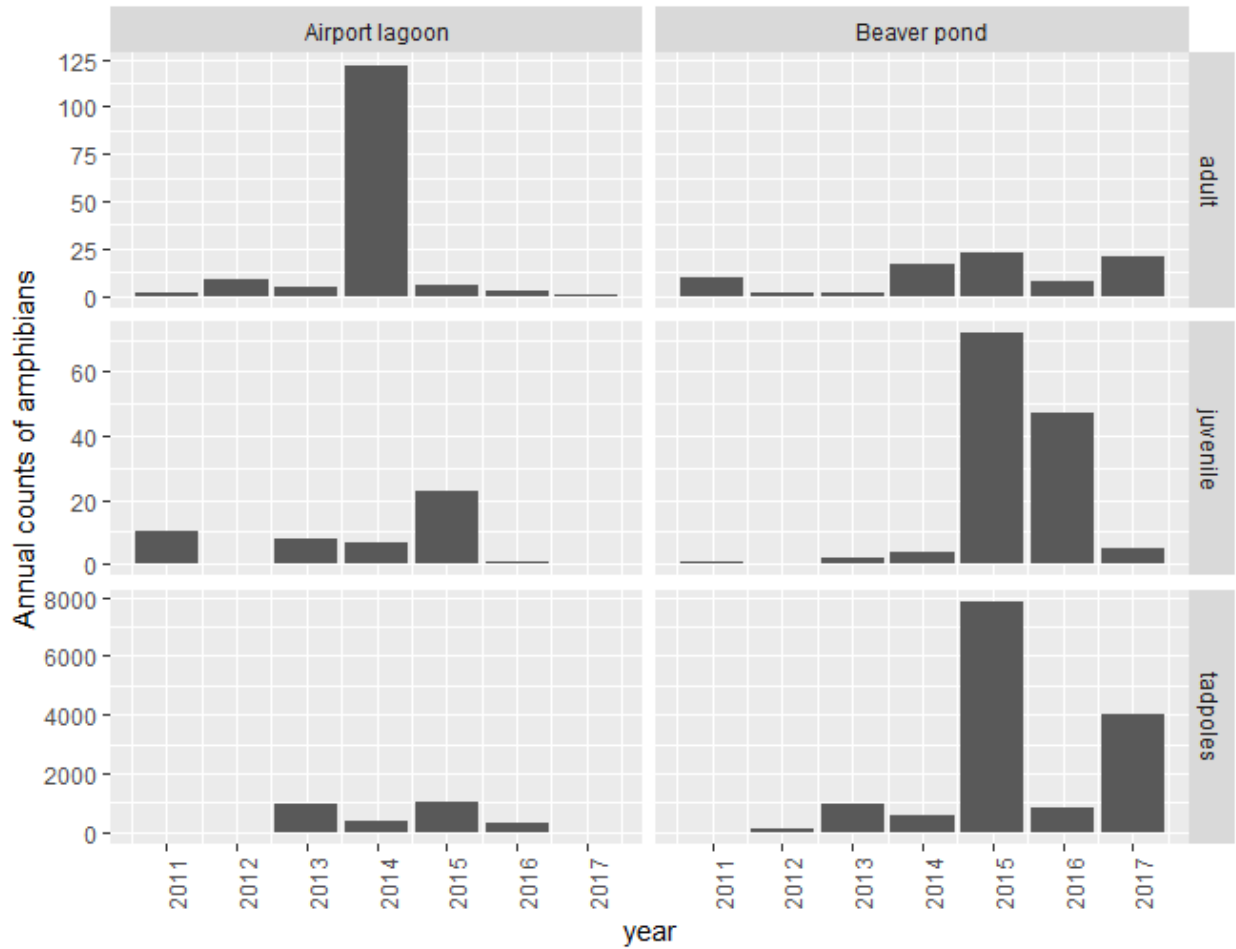 Airport lagoon
Beaver pond
Annual counts of amphibians
125
100
75
50
25
0
adult
60
40
20
0
juvenile
8000
6000
4000
2000
0
tadpoles
2011 2012 2013 2014 2015 2016 2017
2011 2012 2013 2014 2015 2016 2017
year